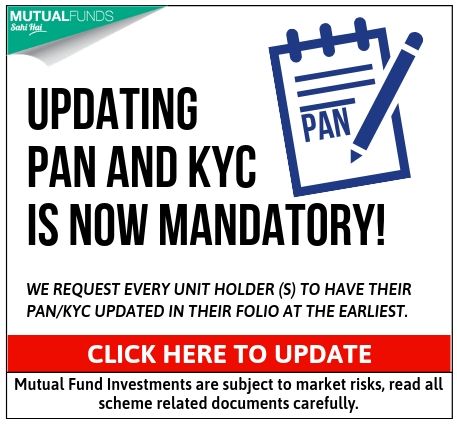 MUTUALFUNDS
Sahi Hai
UPDATING
PAN AND KYC
IS NOW MANDATORY!
PAN
WE REQUEST EVERY UNIT HOLDER (S) TO HAVE THEIR
PAN/KYC UPDATED IN THEIR FOLIO AT THE EARLIEST.
CLICK HERE TO UPDATE
Mutual Fund Investments are subject to market risks, read all
scheme related documents carefully.